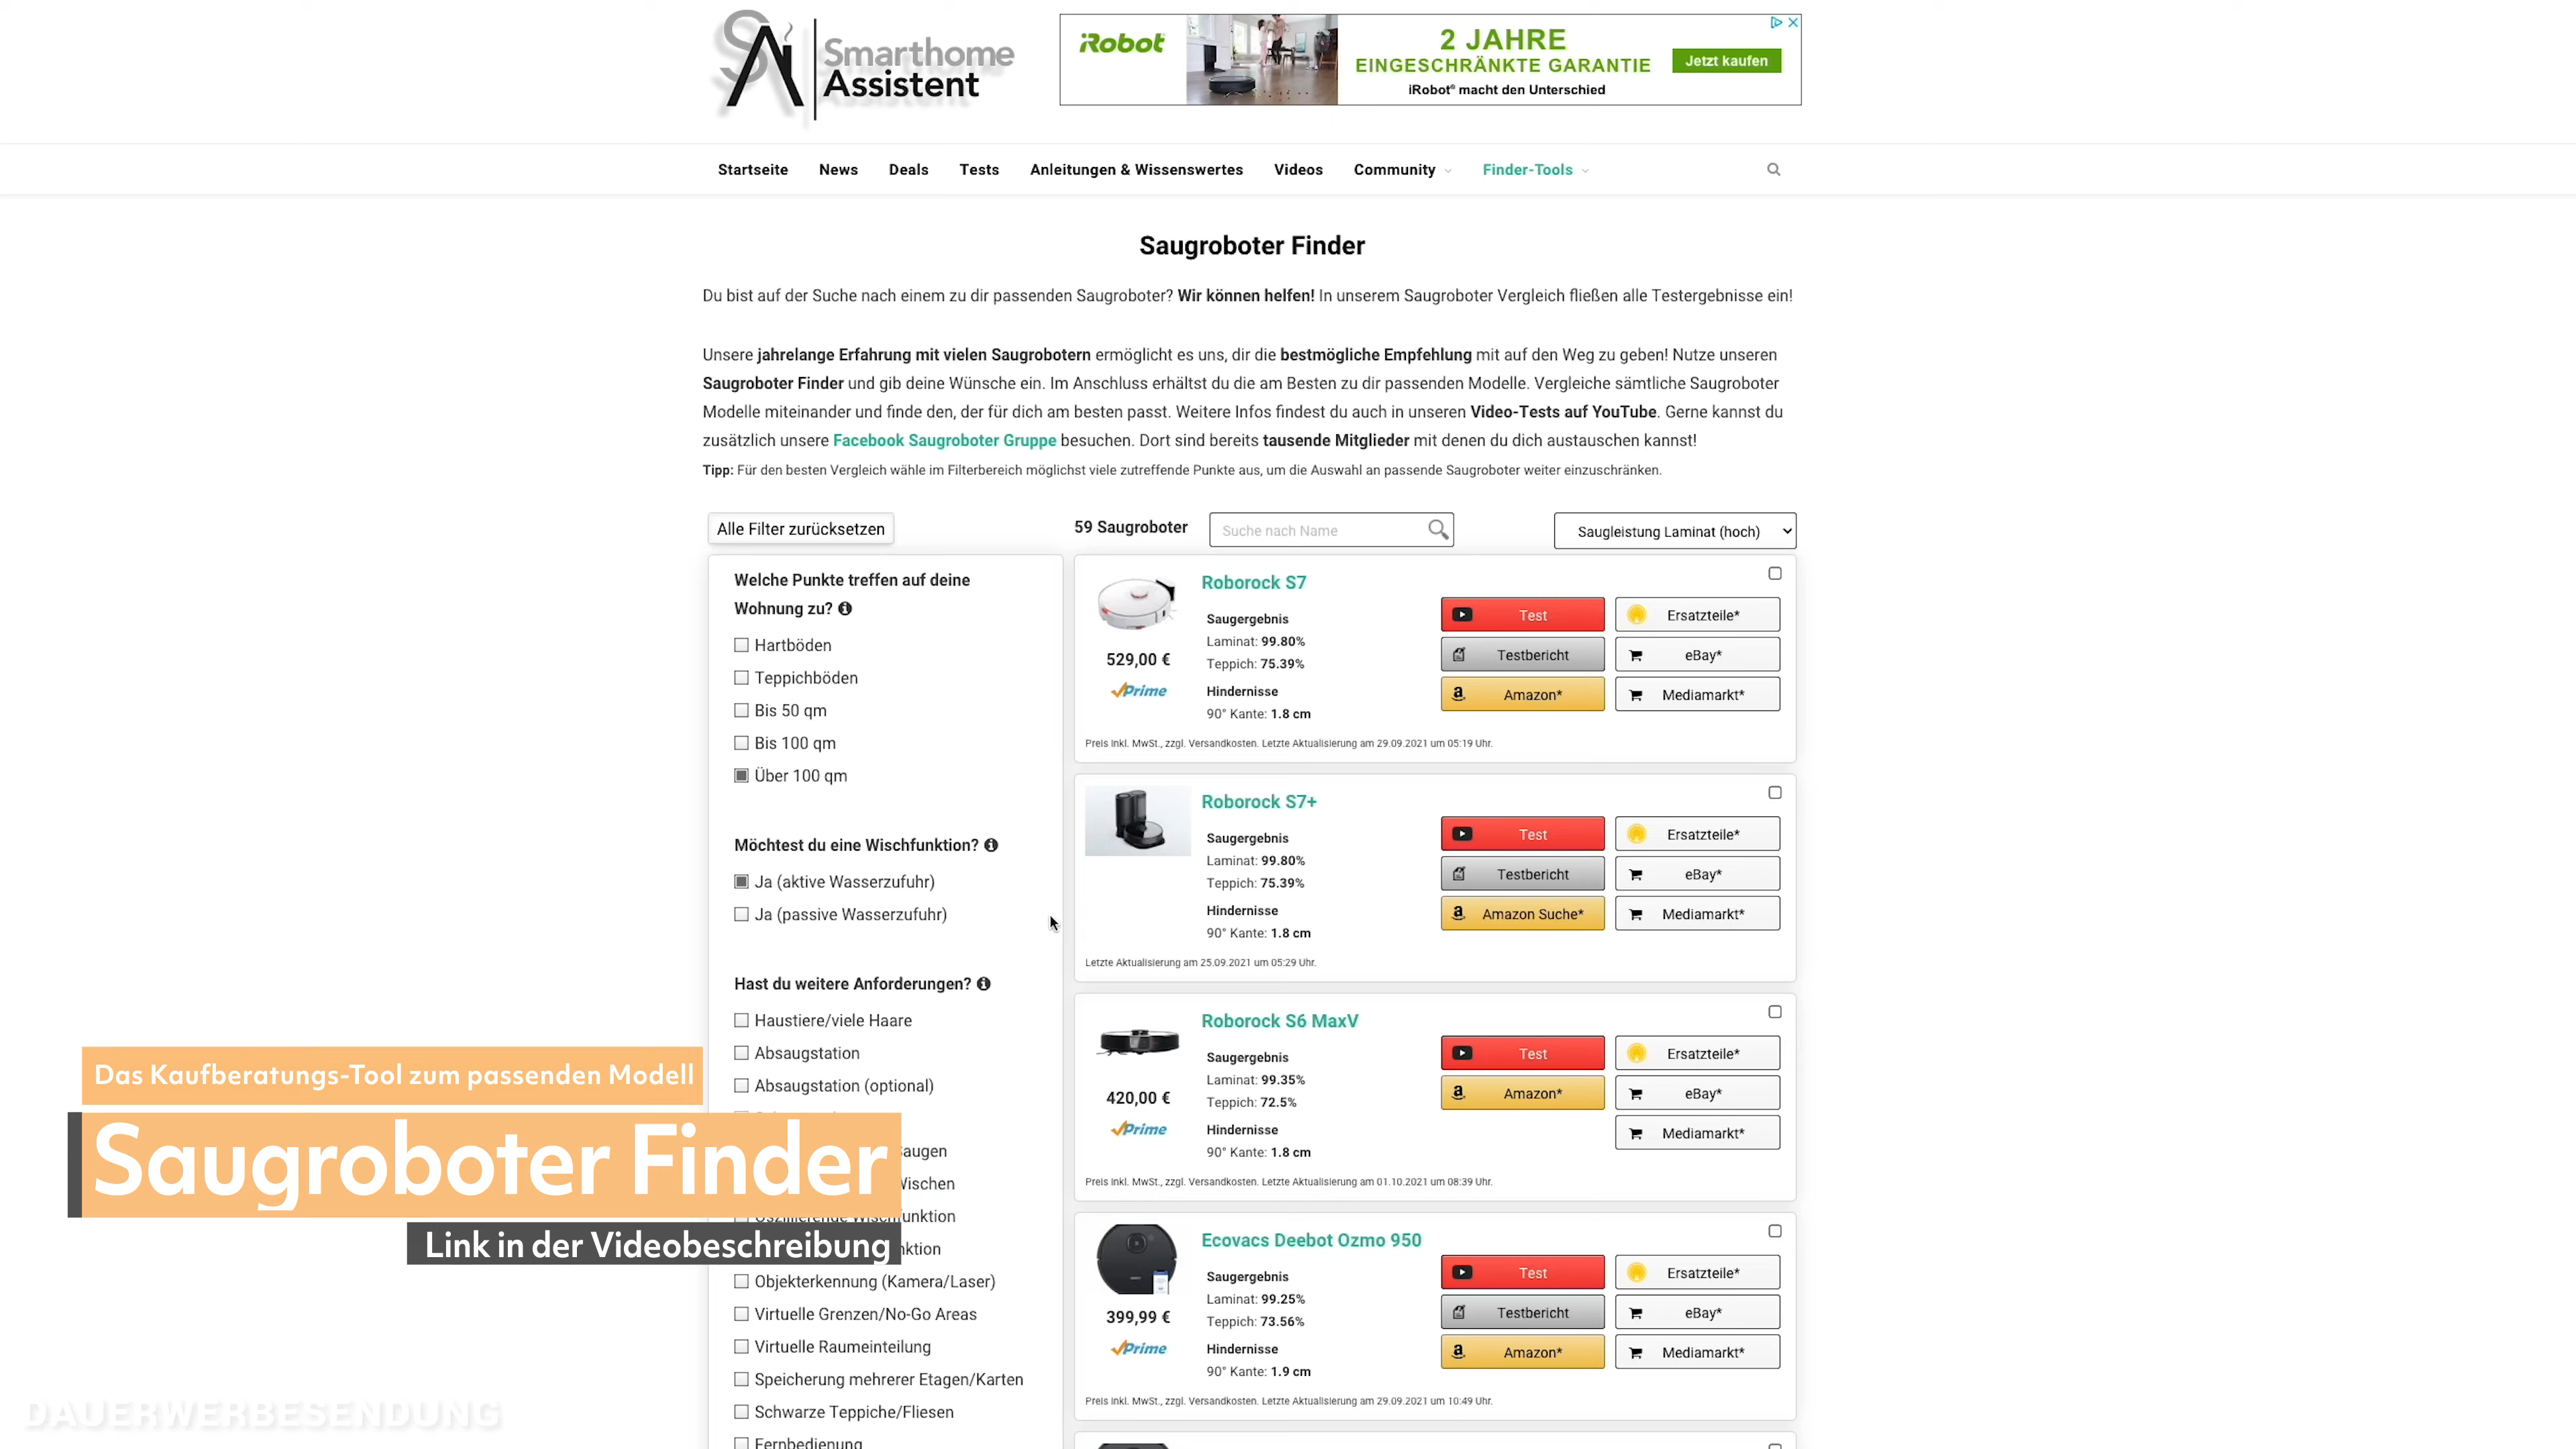 SA
Smarthome
Assistent
iRobot
2 JAHRE
EINGESCHRÄNKTE GARANTIE
iRobot® macht den Unterschied
Jetzt kaufen
Startseite News Deals Tests Anleitungen & Wissenswertes Videos Community Finder-Tools
Saugroboter Finder
Du bist auf der Suche nach einem zu dir passenden Saugroboter? Wir können helfen! In unserem Saugroboter Vergleich fließen alle Testergebnisse ein!
Unsere jahrelange Erfahrung mit vielen Saugrobotern ermöglicht es uns, dir die bestmögliche Empfehlung mit auf den Weg zu geben! Nutze unseren
Saugroboter Finder und gib deine Wünsche ein. Im Anschluss erhältst du die am Besten zu dir passenden Modelle. Vergleiche sämtliche Saugroboter
Modelle miteinander und finde den, der für dich am besten passt. Weitere Infos findest du auch in unseren Video-Tests auf YouTube. Gerne kannst du
zusätzlich unsere Facebook Saugroboter Gruppe besuchen. Dort sind bereits tausende Mitglieder mit denen du dich austauschen kannst!
Tipp: Für den besten Vergleich wähle im Filterbereich möglichst viele zutreffende Punkte aus, um die Auswahl an passende Saugroboter weiter einzuschränken.
Alle Filter zurücksetzen
59 Saugroboter
Suche nach Name
Saugleistung Laminat (hoch)
Welche Punkte treffen auf deine
Wohnung zu?
Hartböden
Teppichböden
Bis 50 qm
Bis 100 qm
Über 100 qm
Möchtest du eine Wischfunktion?
Ja (aktive Wasserzufuhr)
Ja (passive Wasserzufuhr)
Hast du weitere Anforderungen?
Haustiere/viele Haare
Absaugstation
Absaugstation (optional)
augen
Wischen
Oszillierende Wischfunktion
nktion
Objekterkennung (Kamera/Laser)
Virtuelle Grenzen/No-Go Areas
Virtuelle Raumeinteilung
Speicherung mehrerer Etagen/Karten
Schwarze Teppiche/Fliesen
Fernbedienung
Roborock S7
Saugergebnis
Laminat: 99.80%
Teppich: 75.39%
Hindernisse
90° Kante: 1.8 cm
529,00 €
Prime
Test
Ersatzteile*
Testbericht
eBay*
Amazon*
Mediamarkt*
Preis inkl. MwSt., zzgl. Versandkosten. Letzte Aktualisierung am 29.09.2021 um 05:19 Uhr.
Roborock S7+
Saugergebnis
Laminat: 99.80%
Teppich: 75.39%
Hindernisse
90° Kante: 1.8 cm
Test
Ersatzteile*
Testbericht
eBay*
Amazon Suche*
Mediamarkt*
Letzte Aktualisierung am 25.09.2021 um 05:29 Uhr.
Roborock S6 MaxV
Saugergebnis
Laminat: 99.35%
Teppich: 72.5%
Hindernisse
90° Kante: 1.8 cm
420,00 €
Prime
Test
Ersatzteile*
Amazon*
eBay*
Mediamarkt*
Preis inkl. MwSt., zzgl. Versandkosten. Letzte Aktualisierung am 01.10.2021 um 08:39 Uhr.
Ecovacs Deebot Ozmo 950
Saugergebnis
Laminat: 99.25%
Teppich: 73.56%
Hindernisse
90° Kante: 1.9 cm
399,99 €
Prime
Test
Ersatzteile*
Testbericht
eBay*
Amazon*
Mediamarkt*
Preis inkl. MwSt., zzgl. Versandkosten. Letzte Aktualisierung am 29.09.2021 um 10:49 Uhr.
Das Kaufberatungs-Tool zum passenden Modell
Saugroboter Finder
Link in der Videobeschreibung
DAUERWERBESENDUNG